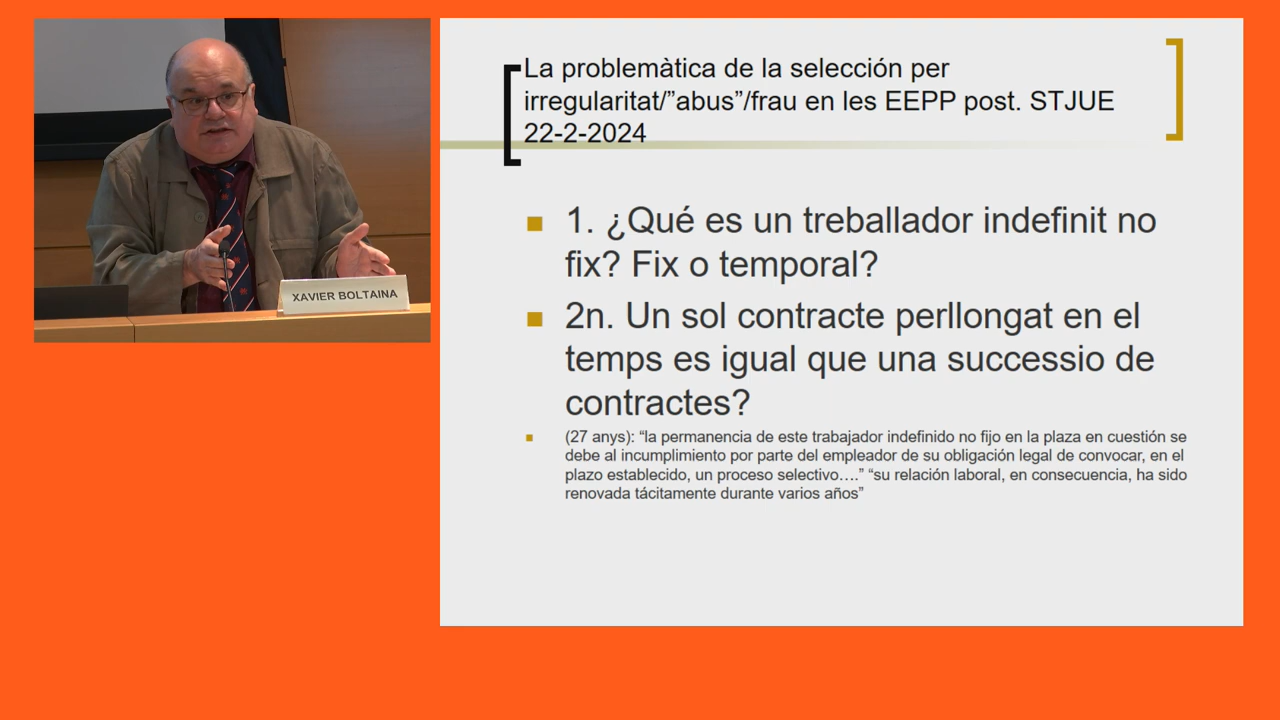 XAVIER BOLTAINA
La problemàtica de la selección per
irregularitat/”abus”/frau en les EEPP post. STJUE
22-2-2024
1. ¿Qué es un treballador indefinit no
fix? Fix o temporal?
2n. Un sol contracte perllongat en el
temps es igual que una successio de
contractes?
(27 anys): “la permanencia de este trabajador indefinido no fijo en la plaza en cuestión se
debe al incumplimiento por parte del empleador de su obligación legal de convocar, en el
plazo establecido, un proceso selectivo….” “su relación laboral, en consecuencia, ha sido
renovada tácitamente durante varios años”